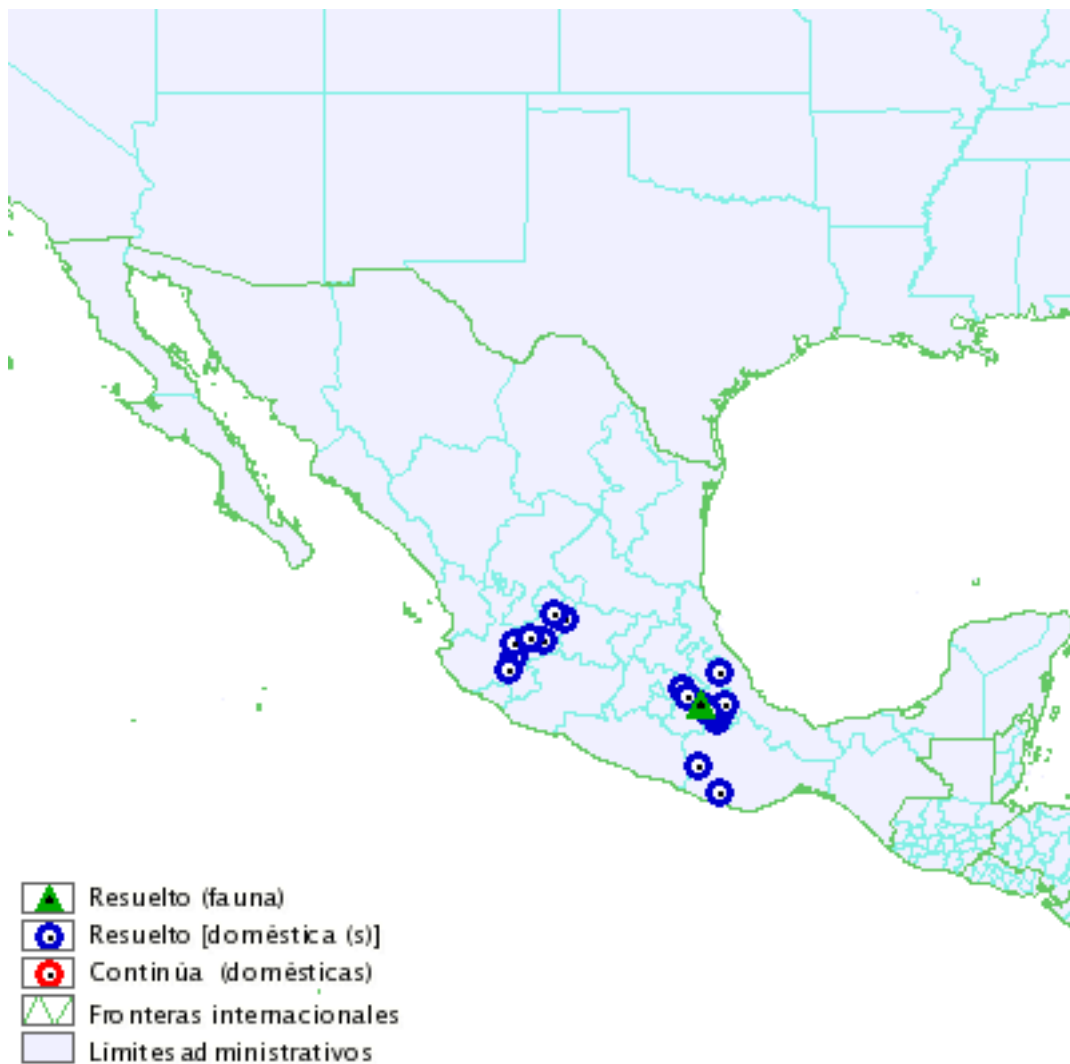 Resuelto (fauna)
Resuelto [doméstica (s)]
Continúa (domésticas)
Fronteras internacionales
Límites administrativos